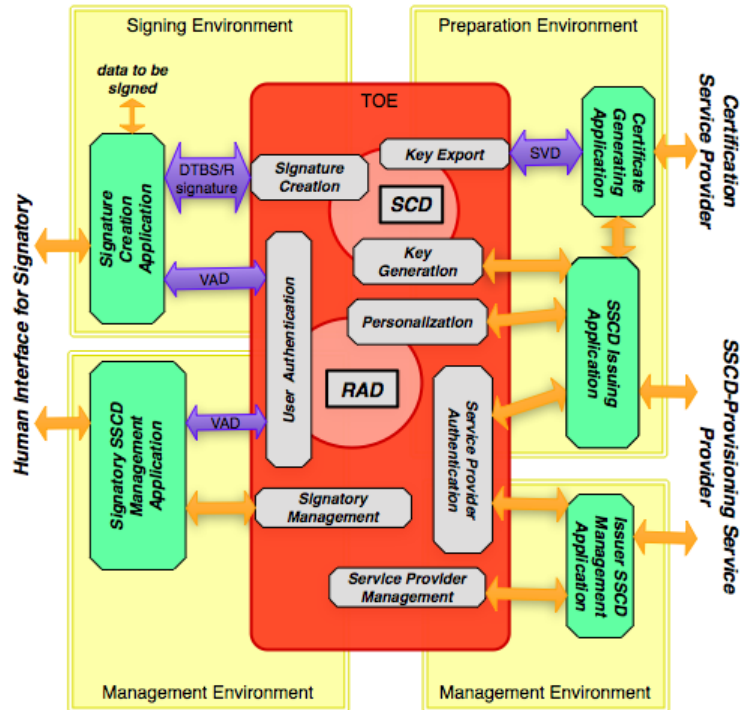 Signing Environment
Preparation Environment
data to be
signed
TOE
Signature
Creation
Application
DTBS/R
signature
Signature
Creation
Key Export
SVD
Certificate
Generating
Application
Certification
Service Provider
SCD
Key
Generation
VAD
User Authentication
Personalization
SSCD Issuing
Application
Human Interface for Signatory
RAD
Signatory SSCD
Management
Application
VAD
Service Provider
Authentication
SSCD-Provisioning Service
Provider
Signatory
Management
Issuer SSCD
Management
Application
Service Provider
Management
Management Environment
Management Environment